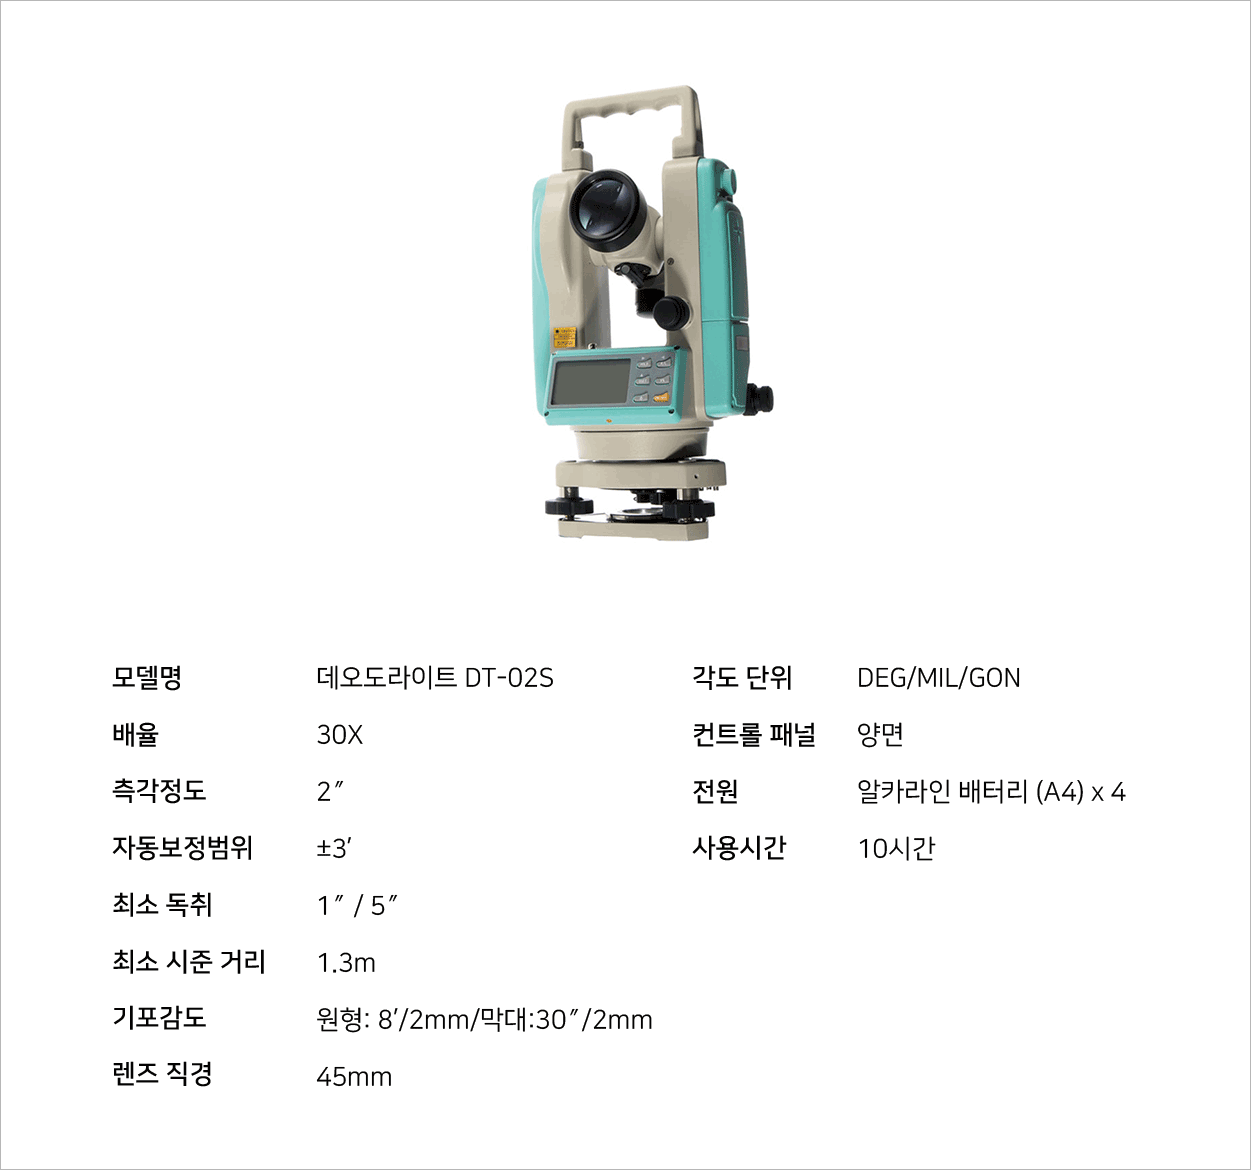 모델명 데오도라이트 DT-02S
배율 30X
측각정도 2″
자동보정범위 ±3′
최소 독취 1″ / 5″
최소 시준 거리 1.3m
기포감도 원형: 8′/2mm/막대:30″/2mm
렌즈 직경 45mm
각도 단위 DEG/MIL/GON
컨트롤 패널 양면
전원 알카라인 배터리 (A4) x 4
사용시간 10시간